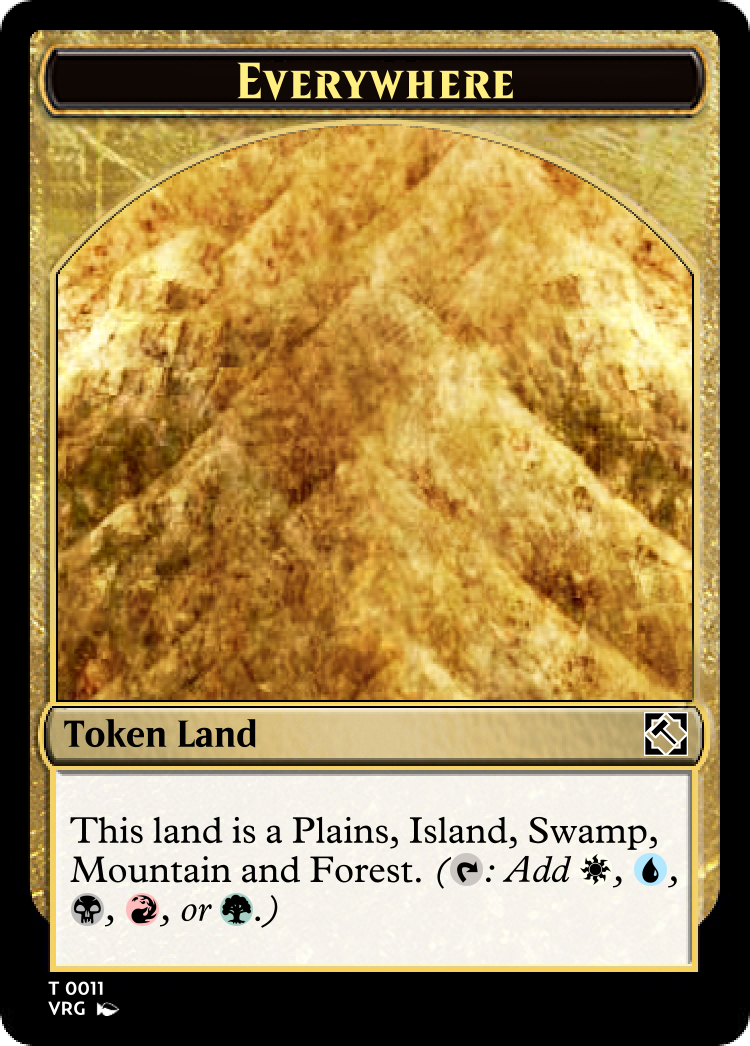 Everywhere
Token Land
This land is a Plains, Island, Swamp,
Mountain and Forest. ( : Add , ,
, , or .)
T 0011
VRG